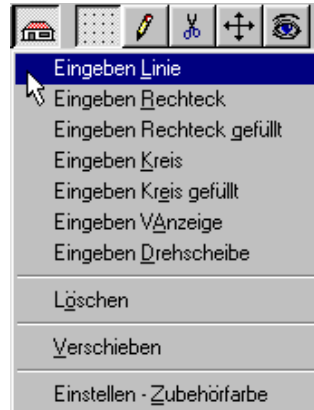 Eingeben Linie
Eingeben Rechteck
Eingeben Rechteck gefüllt
Eingeben Kreis
Eingeben Kreis gefüllt
Eingeben VAnzeige
Eingeben Drehscheibe
Löschen
Verschieben
Einstellen - Zubehörfarbe